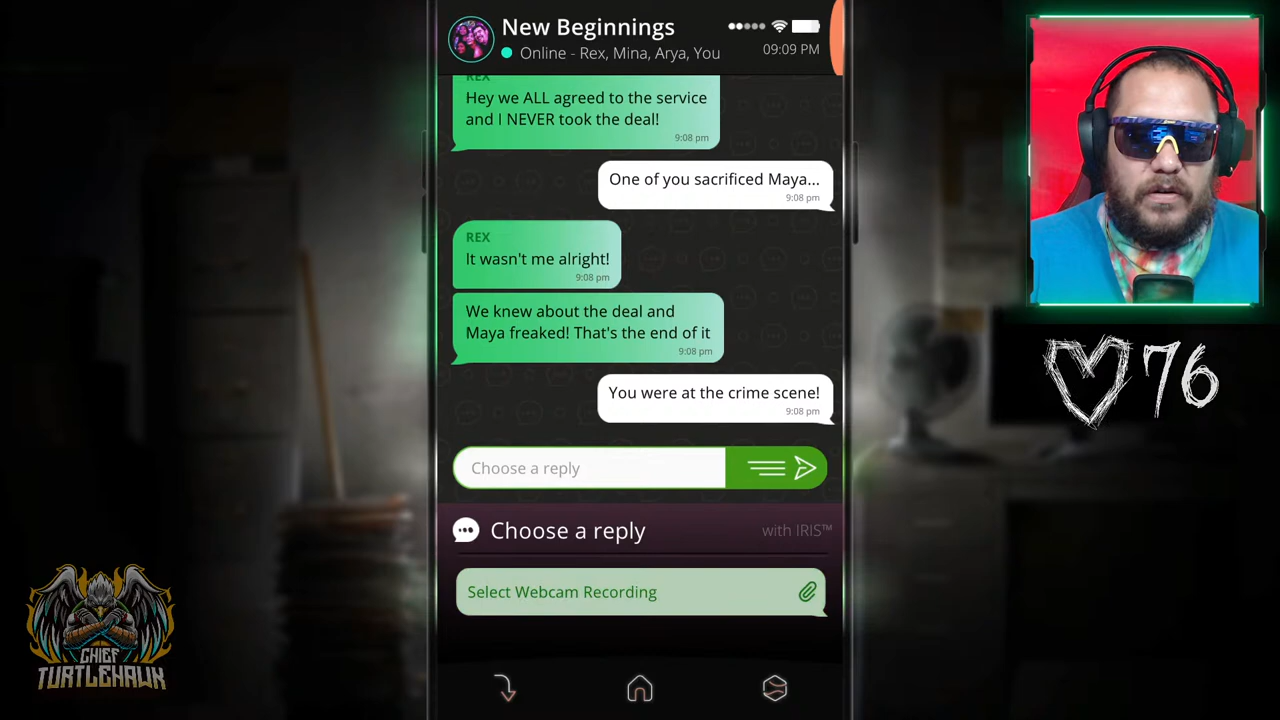 New Beginnings
Online - Rex, Mina, Arya, You
09:09 PM
REX
Hey we ALL agreed to the service
and I NEVER took the deal!
9:08 pm
One of you sacrificed Maya...
9:08 pm
REX
It wasn't me alright!
9:08 pm
We knew about the deal and
Maya freaked! That's the end of it
9:08 pm
You were at the crime scene!
9:08 pm
Choose a reply
Choose a reply
with IRIS™
Select Webcam Recording
76
CHIEF
TURTLEHAWK